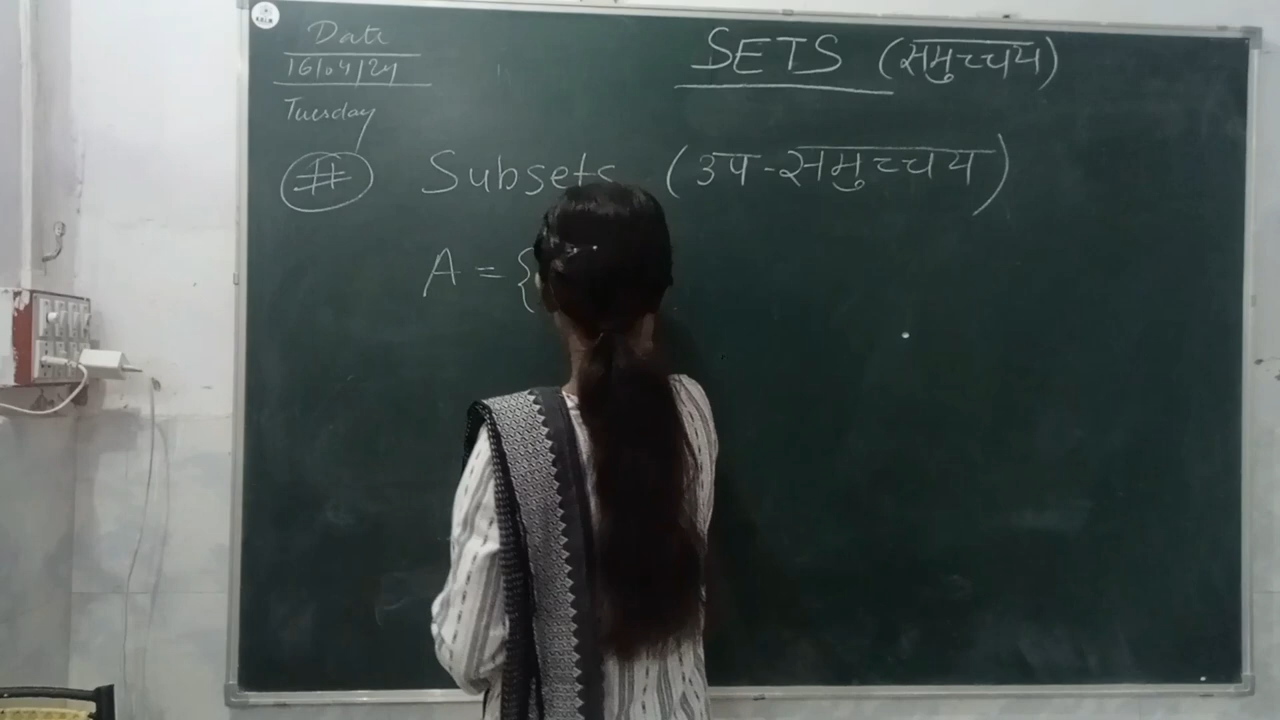 Date
16/04/24
Tuesday
SETS (समुच्चय)
# Subsets (उप-समुच्चय)
A = {